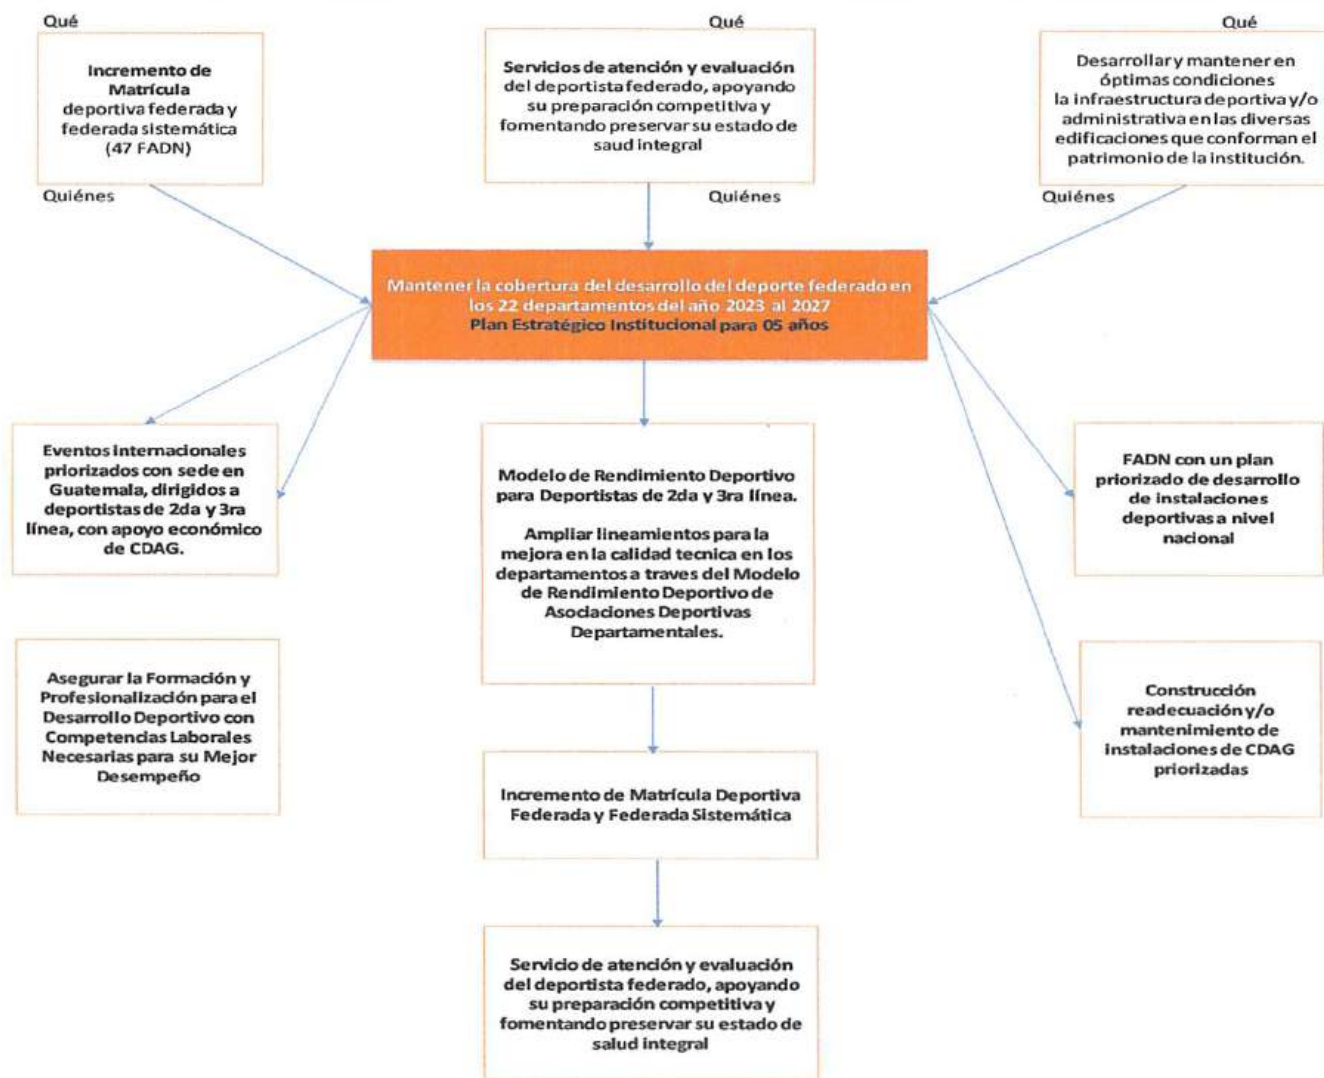 Qué
Incremento de
Matrícula
deportiva federada y
federada sistemática
(47 FADN)
Quiénes
Qué
Servicios de atención y evaluación
del deportista federado, apoyando
su preparación competitiva y
fomentando preservar su estado de
saud integral
Quiénes
Qué
Desarrollar y mantener en
óptimas condiciones
la infraestructura deportiva y/o
administrativa en las diversas
edificaciones que conforman el
patrimonio de la institución.
Quiénes
Mantener la cobertura del desarrollo del deporte federado en
los 22 departamentos del año 2023 al 2027
Plan Estratégico Institucional para 05 años
Eventos internacionales
priorizados con sede en
Guatemala, dirigidos a
deportistas de 2da y 3ra
línea, con apoyo económico
de CDAG.
Asegurar la Formación y
Profesionalización para el
Desarrollo Deportivo con
Competencias Laborales
Necesarias para su Mejor
Desempeño
Modelo de Rendimiento Deportivo
para Deportistas de 2da y 3ra línea.
Ampliar lineamientos para la
mejora en la calidad tecnica en los
departamentos a traves del Modelo
de Rendimiento Deportivo de
Asociaciones Deportivas
Departamentales.
Incremento de Matrícula Deportiva
Federada y Federada Sistemática
Servicio de atención y evaluación
del deportista federado, apoyando
su preparación competitiva y
fomentando preservar su estado de
salud integral
FADN con un plan
priorizado de desarrollo
de instalaciones
deportivas a nivel
nacional
Construcción
readecuación y/o
mantenimiento de
instalaciones de CDAG
priorizadas